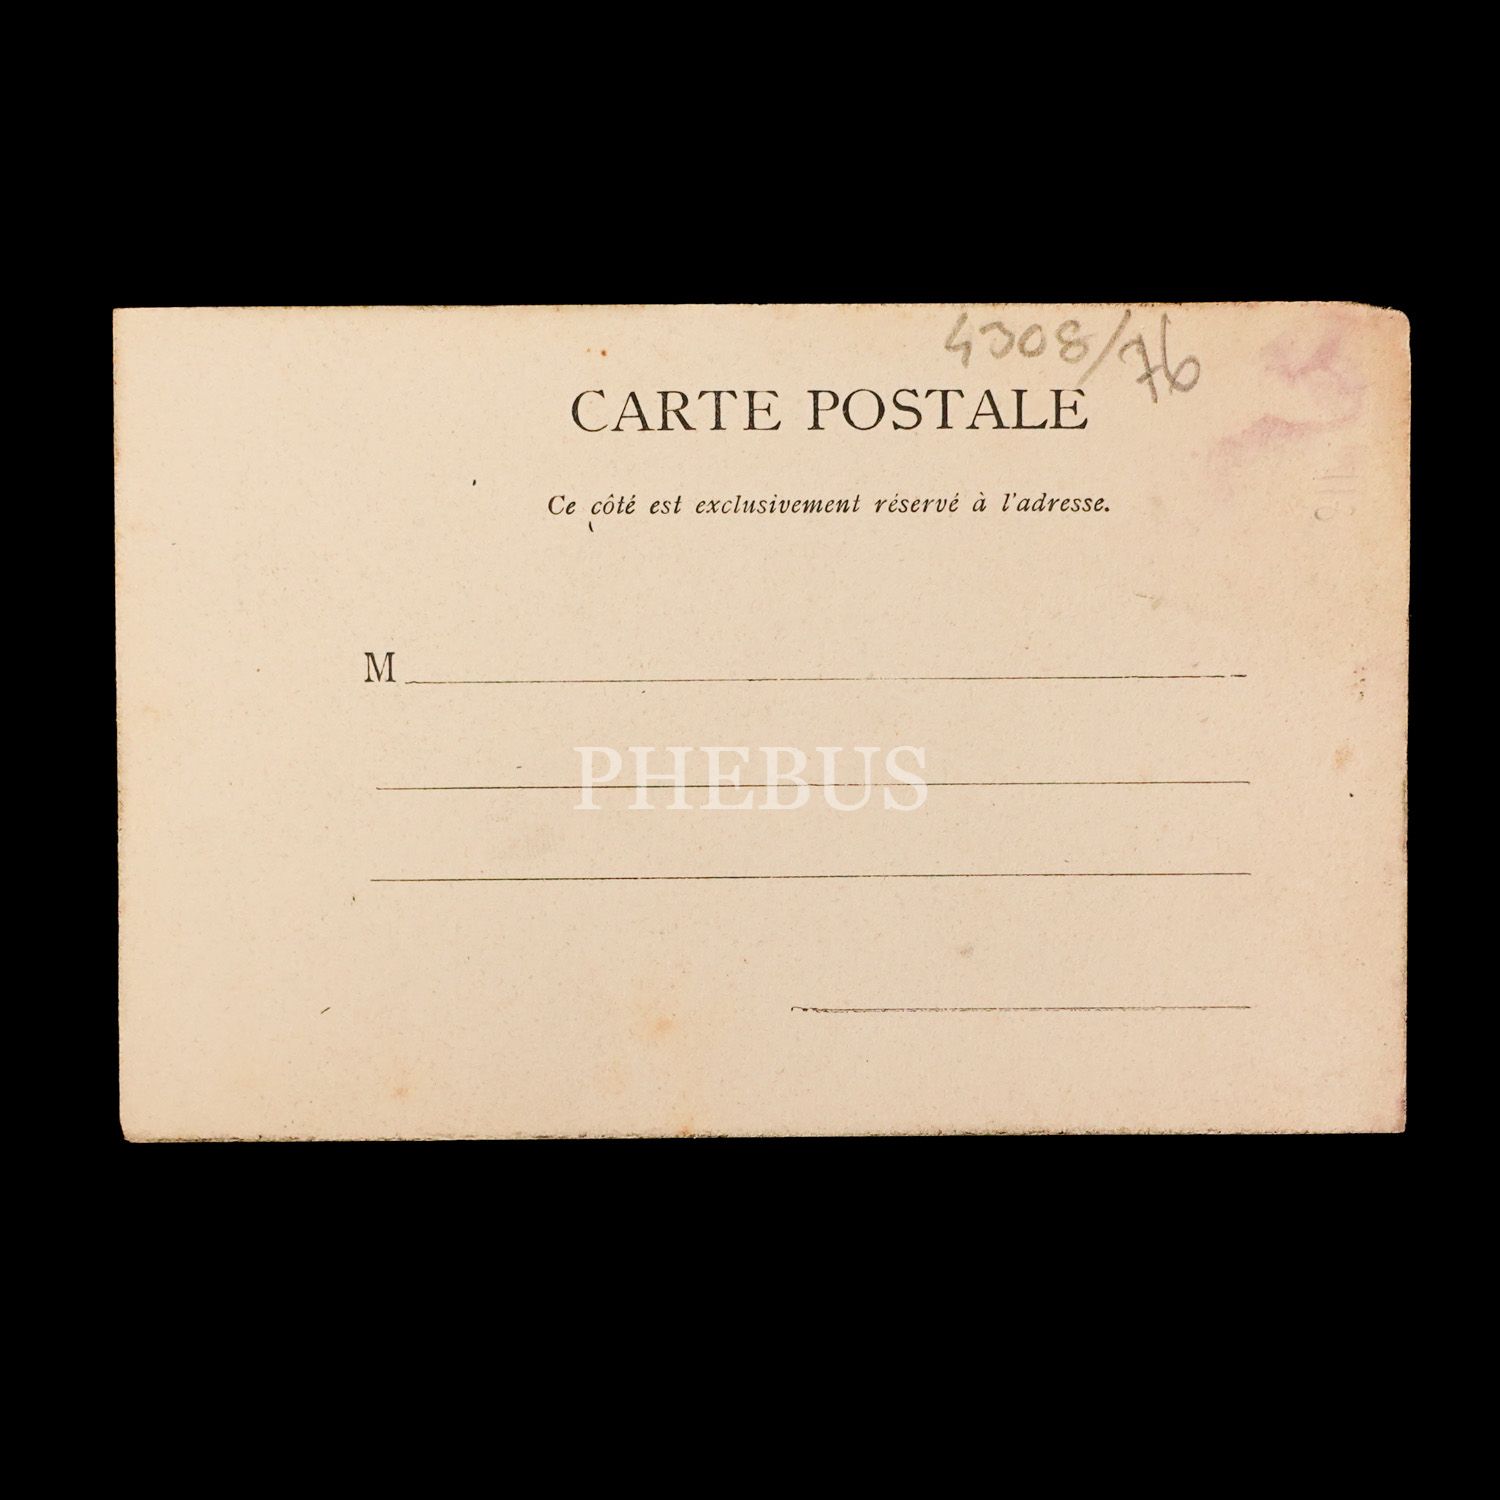 4308/76
CARTE POSTALE
Ce côté est exclusivement réservé à l'adresse.
M
PHEBUS